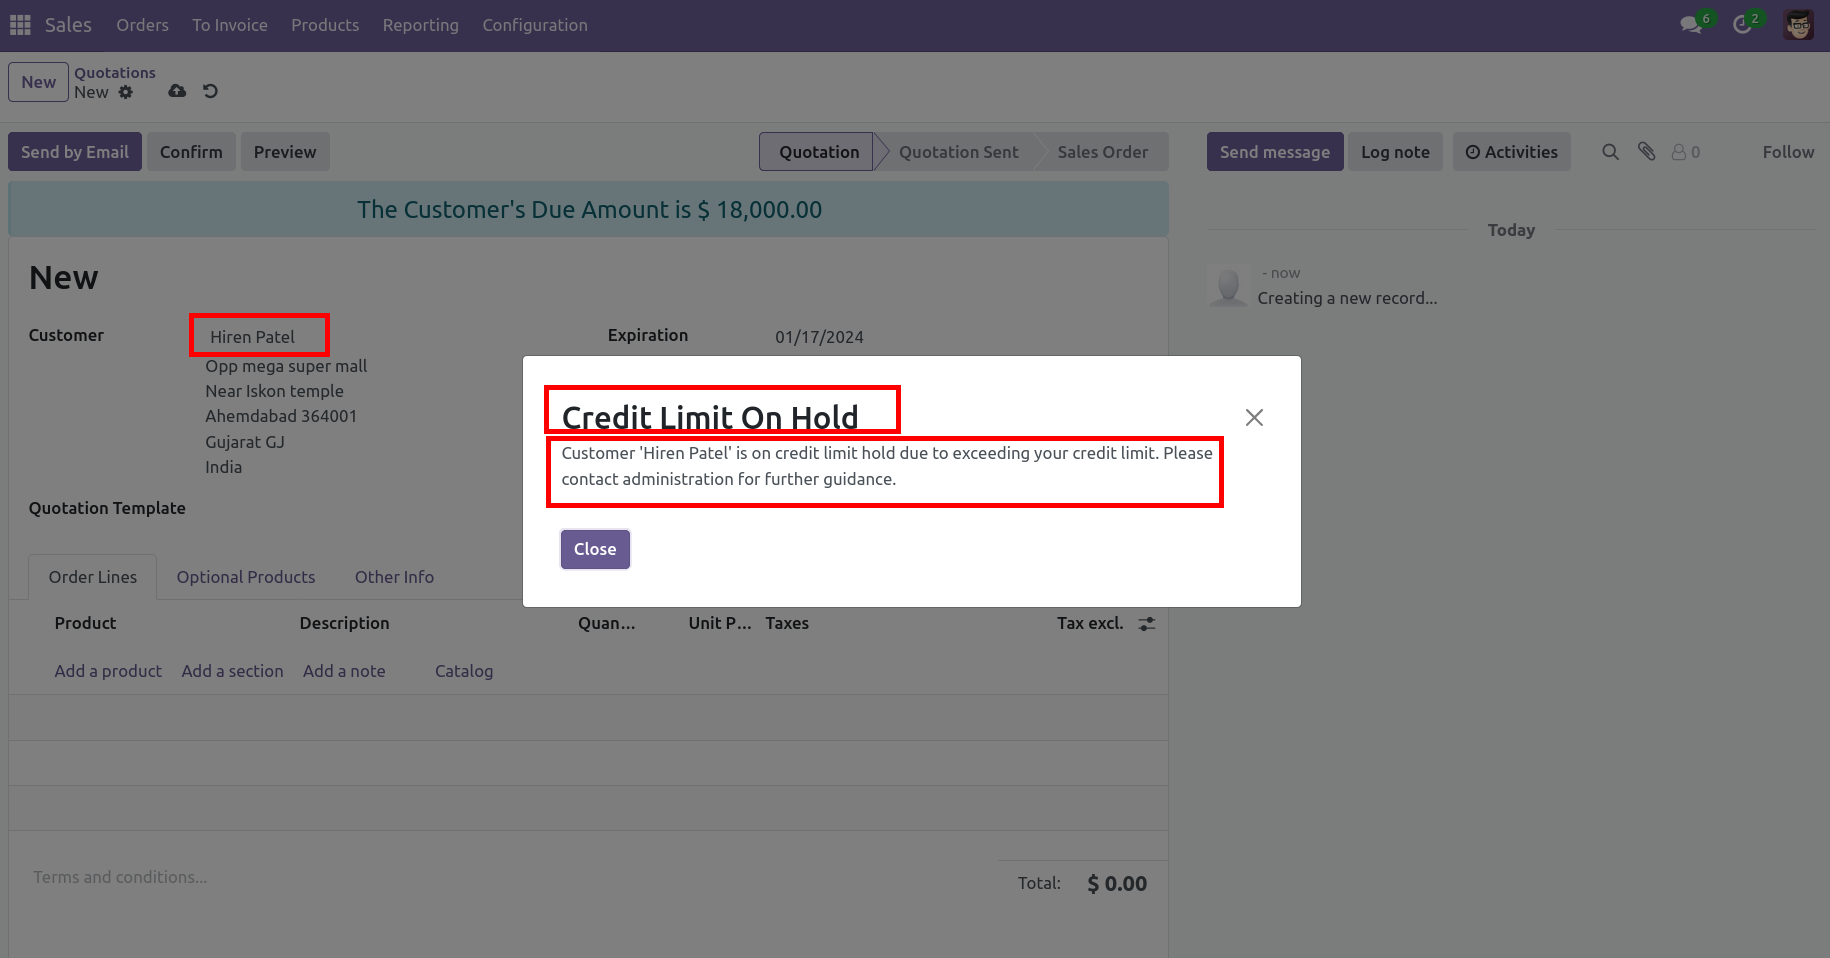 Sales Orders To Invoice Products Reporting Configuration 6 2
New Quotations
New
Send by Email Confirm Preview Quotation Quotation Sent Sales Order Send message Log note Activities 0 Follow
The Customer's Due Amount is $ 18,000.00
Today
New
- now
Creating a new record...
Customer Hiren Patel Expiration 01/17/2024
Opp mega super mall
Near Iskon temple
Ahemdabad 364001
Gujarat GJ
India
Credit Limit On Hold
Customer 'Hiren Patel' is on credit limit hold due to exceeding your credit limit. Please
contact administration for further guidance.
Close
Quotation Template
Order Lines Optional Products Other Info
Product Description Quan... Unit P... Taxes Tax excl.
Add a product Add a section Add a note Catalog
Terms and conditions...
Total: $ 0.00